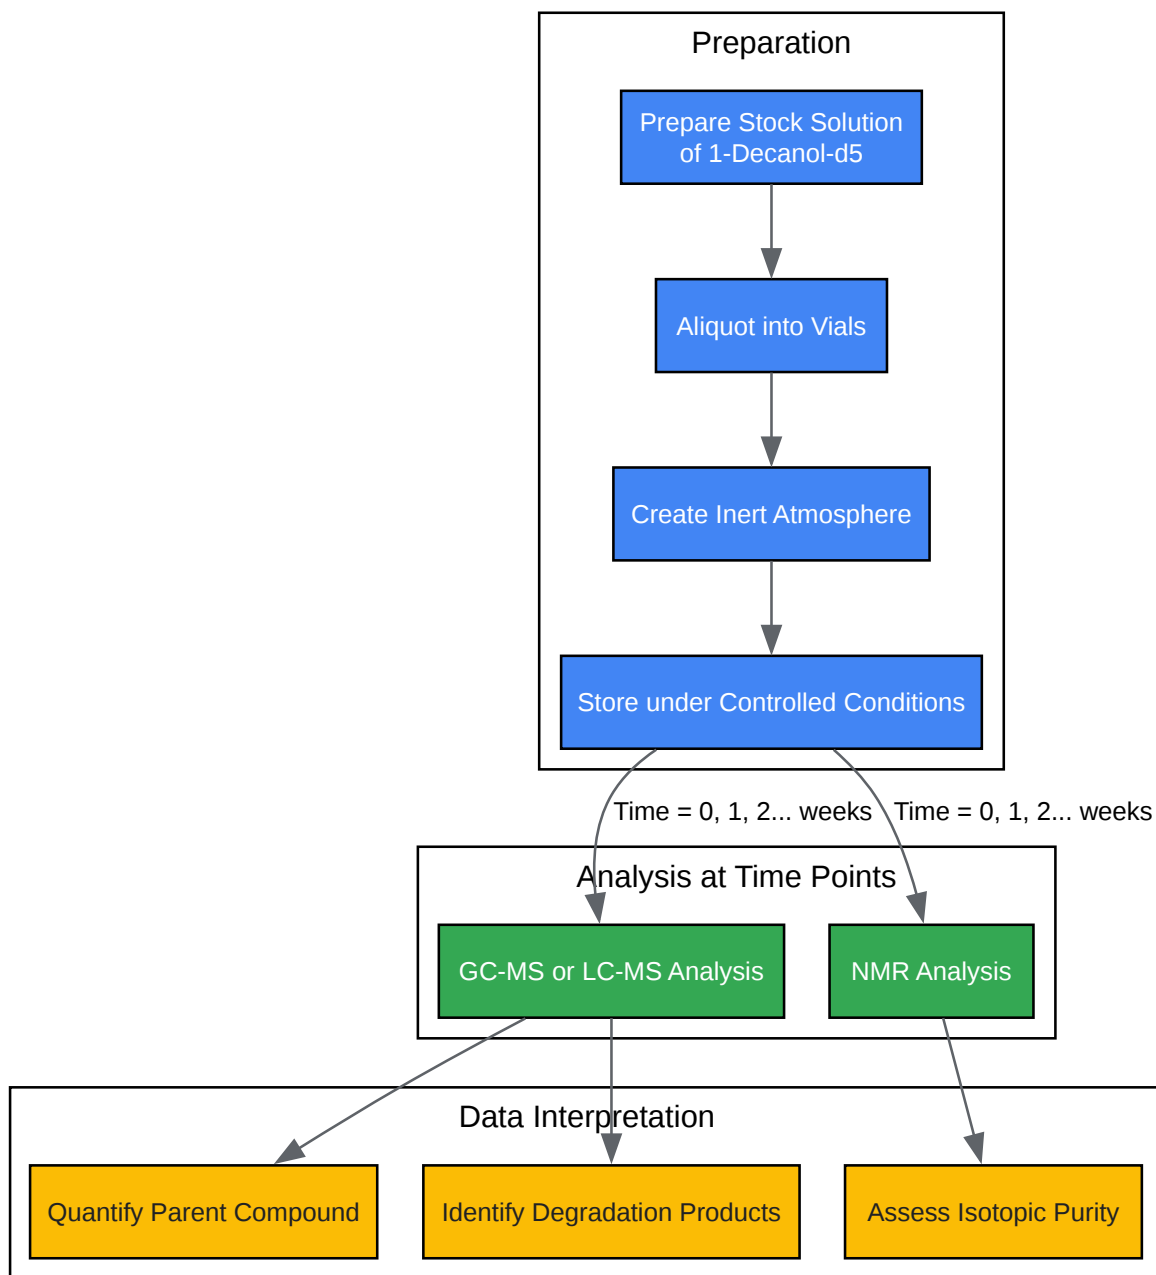 Preparation
Prepare Stock Solution
of 1-Decanol-d5
Aliquot into Vials
Create Inert Atmosphere
Store under Controlled Conditions
Time = 0, 1, 2... weeks
Time = 0, 1, 2... weeks
Analysis at Time Points
GC-MS or LC-MS Analysis
NMR Analysis
Data Interpretation
Quantify Parent Compound
Identify Degradation Products
Assess Isotopic Purity